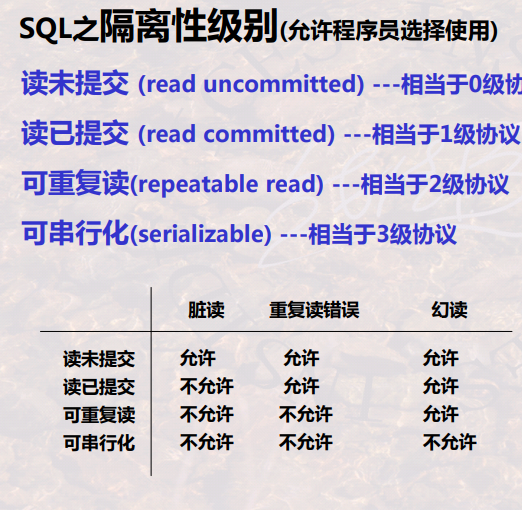 SQL之隔离性级别(允许程序员选择使用)
读未提交 (read uncommitted) ---相当于0级协
读已提交 (read committed) ---相当于1级协议
可重复读(repeatable read) ---相当于2级协议
可串行化(serializable) ---相当于3级协议
脏读 重复读错误 幻读
读未提交 允许 允许 允许
读已提交 不允许 允许 允许
可重复读 不允许 不允许 允许
可串行化 不允许 不允许 不允许